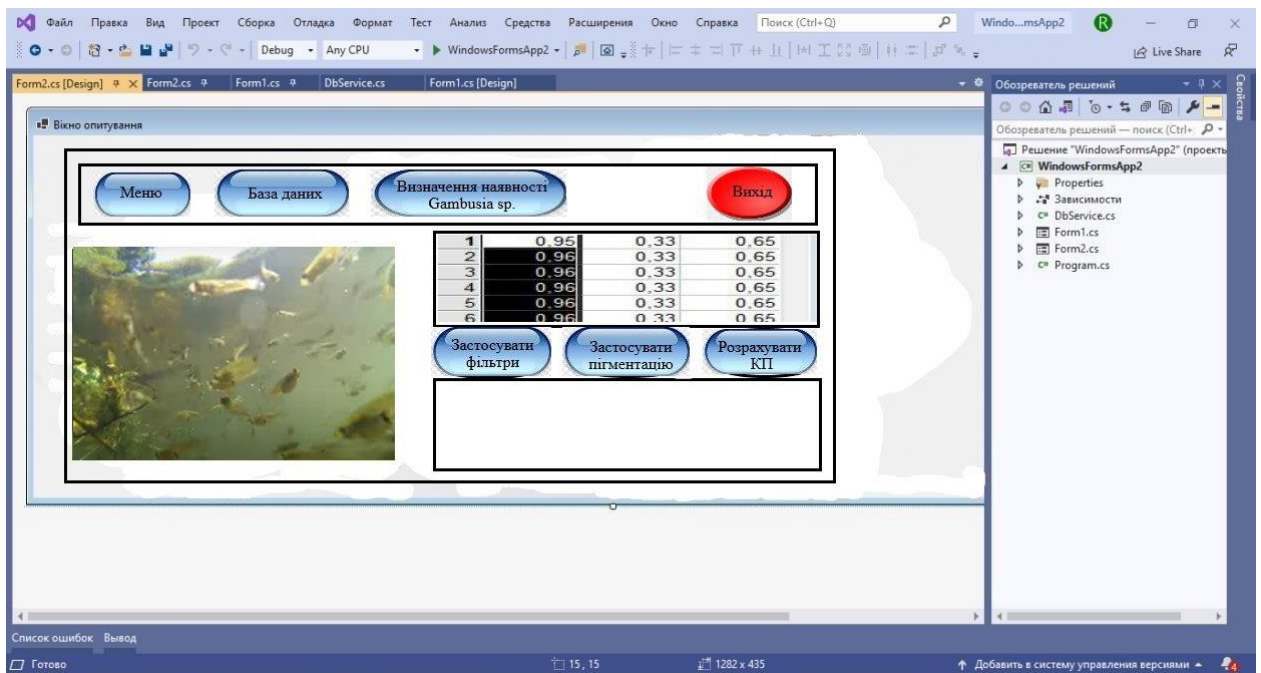 Файл Правка Вид Проект Сборка Отладка Формат Тест Анализ Средства Расширения Окно Справка Поиск (Ctrl+Q) Windo...msApp2 R
Debug Any CPU WindowsFormsApp2 Live Share
Form2.cs [Design] Form2.cs Form1.cs DbService.cs Form1.cs [Design]
Вікно опитування
Меню
База даних
Визначення наявності
Gambusia sp.
Вихід
1 0,95 0,33 0,65
2 0,96 0,33 0,65
3 0,96 0,33 0,65
4 0,96 0,33 0,65
5 0,96 0,33 0,65
6 0,96 0,33 0,65
Застосувати
фільтри
Застосувати
пігментацію
Розрахувати
КП
Обозреватель решений
Обозреватель решений — поиск (Ctrl+
Решение "WindowsFormsApp2" (проекть
WindowsFormsApp2
Properties
Зависимости
DbService.cs
Form1.cs
Form2.cs
Program.cs
Свойства
Список ошибок Вывод
Готово 15, 15 1282 x 435 Добавить в систему управления версиями 4